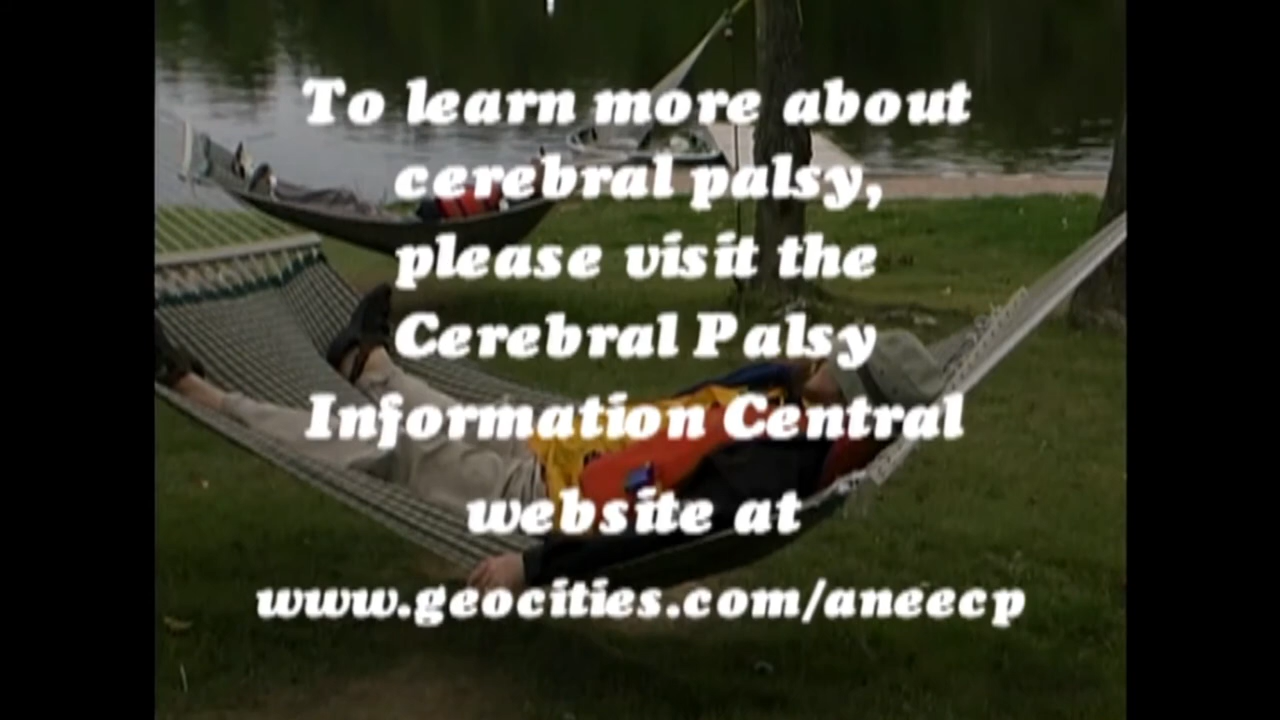 To learn more about
cerebral palsy,
please visit the
Cerebral Palsy
Information Central
website at
www.geocities.com/aneecp